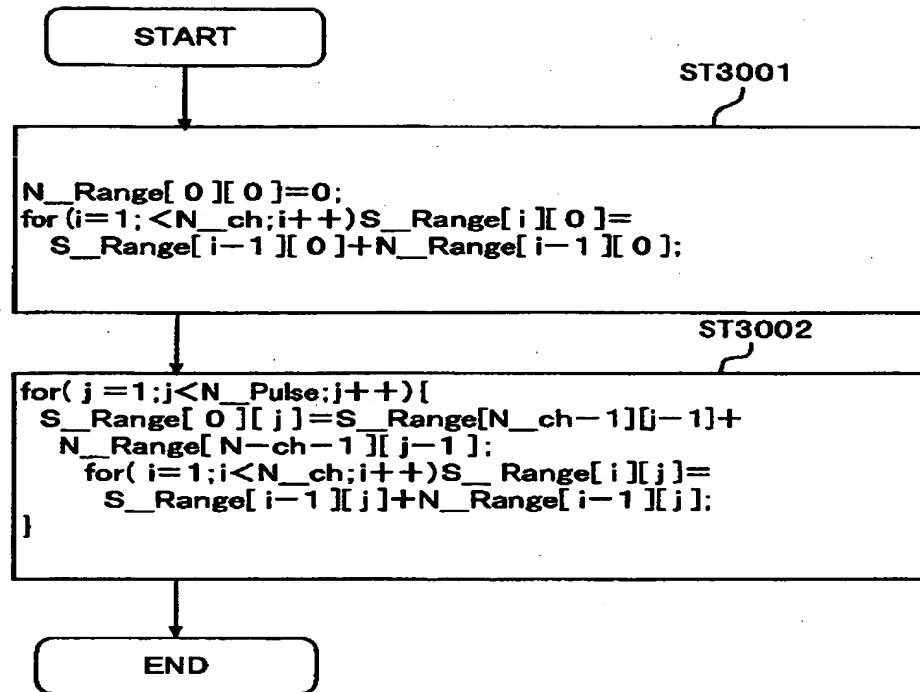 START
ST3001
N__Range[ 0 ][ 0 ]=0;
for (i=1; <N__ch;i++)S__Range[ i ][ 0 ]=
S__Range[ i-1 ][ 0 ]+N__Range[ i-1 ][ 0 ];
ST3002
for( j =1;j<N__Pulse;j++){
S__Range[ 0 ][ j ]=S__Range[N__ch-1][j-1]+
N__Range[ N-ch-1 ][ j-1 ];
for( i=1;i<N__ch;i++)S__ Range[ i ][ j ]=
S__Range[ i-1 ][ j ]+N__Range[ i-1 ][ j ];
}
END